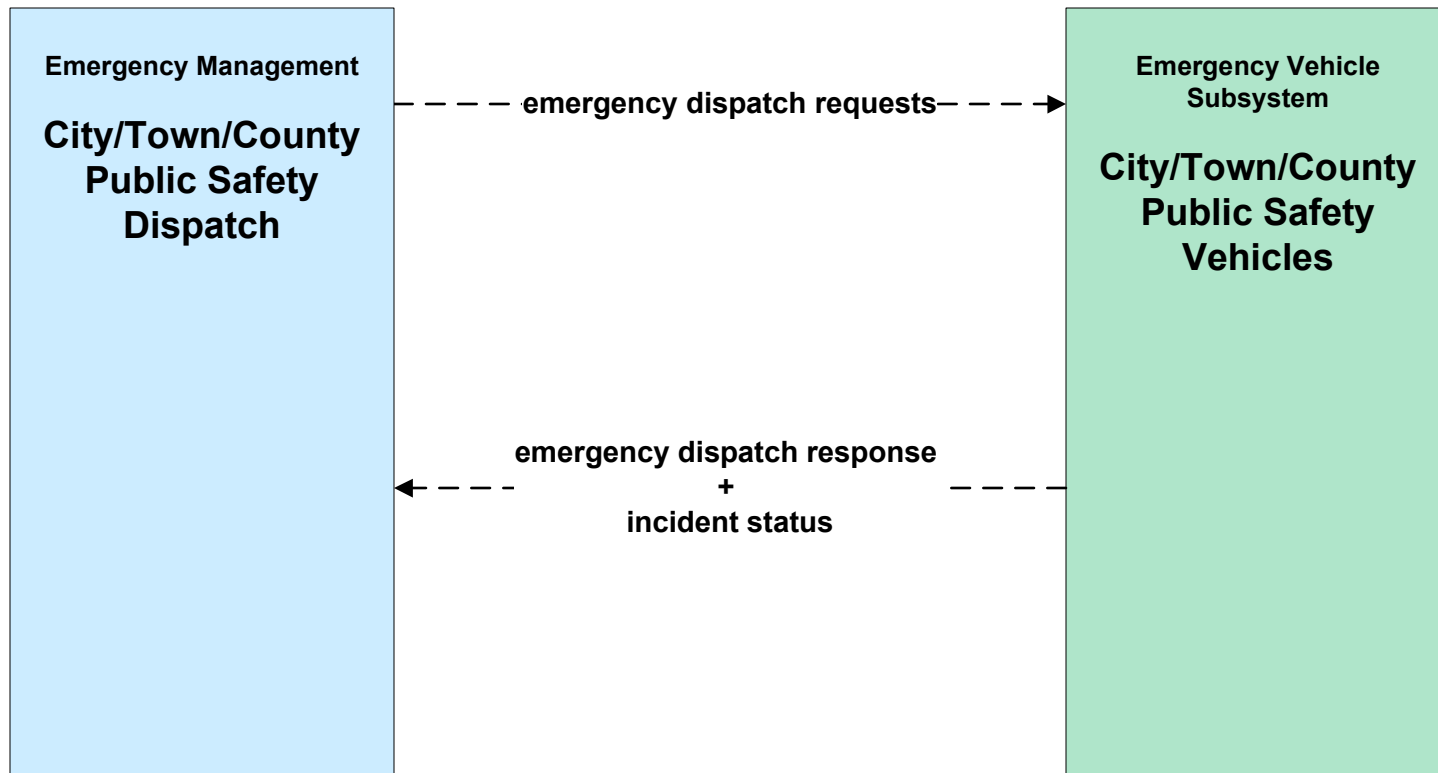 Emergency Management
City/Town/County
Public Safety
Dispatch
emergency dispatch requests
Emergency Vehicle
Subsystem
City/Town/County
Public Safety
Vehicles
emergency dispatch response
+
incident status